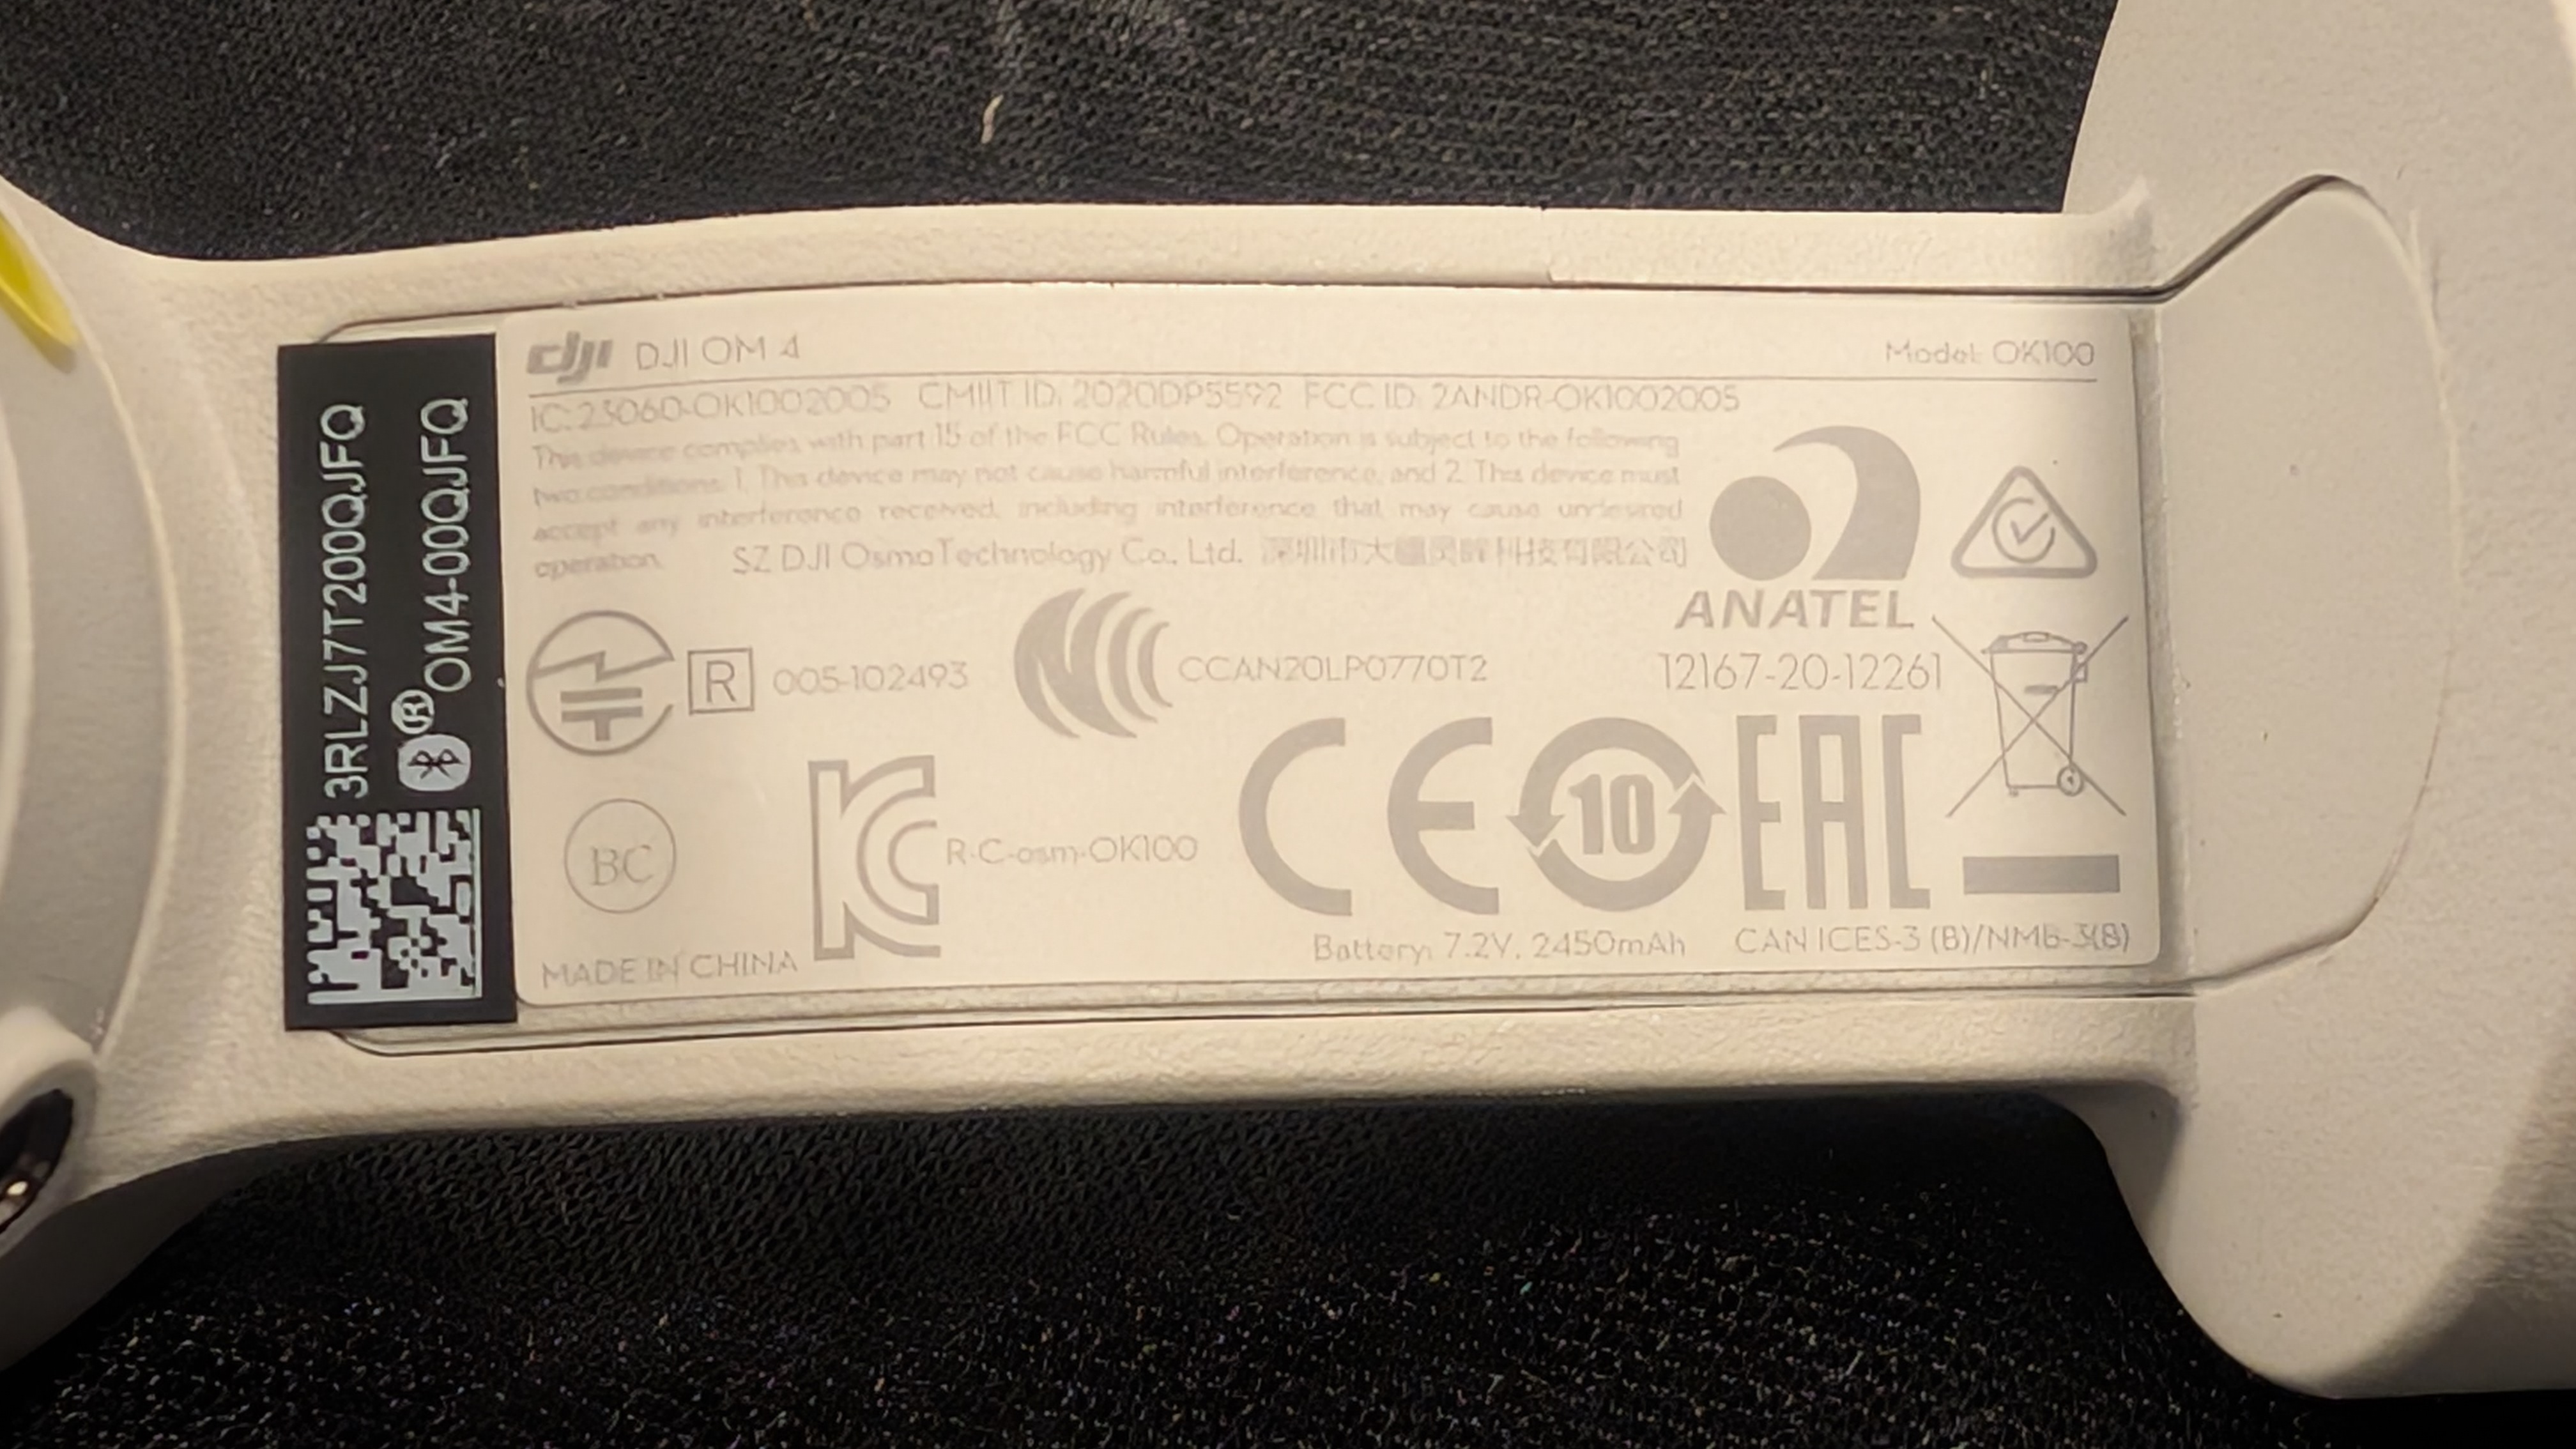 3RLZJ7T200QJFQ
® OM4-00QJFQ
dji DJI OM 4 Model: OK100
IC: 23060-OK1002005 CMIIT ID: 2020DP5592 FCC ID: 2ANDR-OK1002005
This device complies with part 15 of the FCC Rules. Operation is subject to the following
two conditions: 1. This device may not cause harmful interference, and 2. This device must
accept any interference received, including interference that may cause undesired
operation. SZ DJI Osmo Technology Co., Ltd. 深圳市大疆灵眸科技有限公司
ANATEL
R 005-102493 CCAN20LP0770T2 12167-20-12261
BC R-C-osm-OK100 CE 10 EAC
MADE IN CHINA Battery: 7.2V, 2450mAh CAN ICES-3 (B)/NMB-3(B)